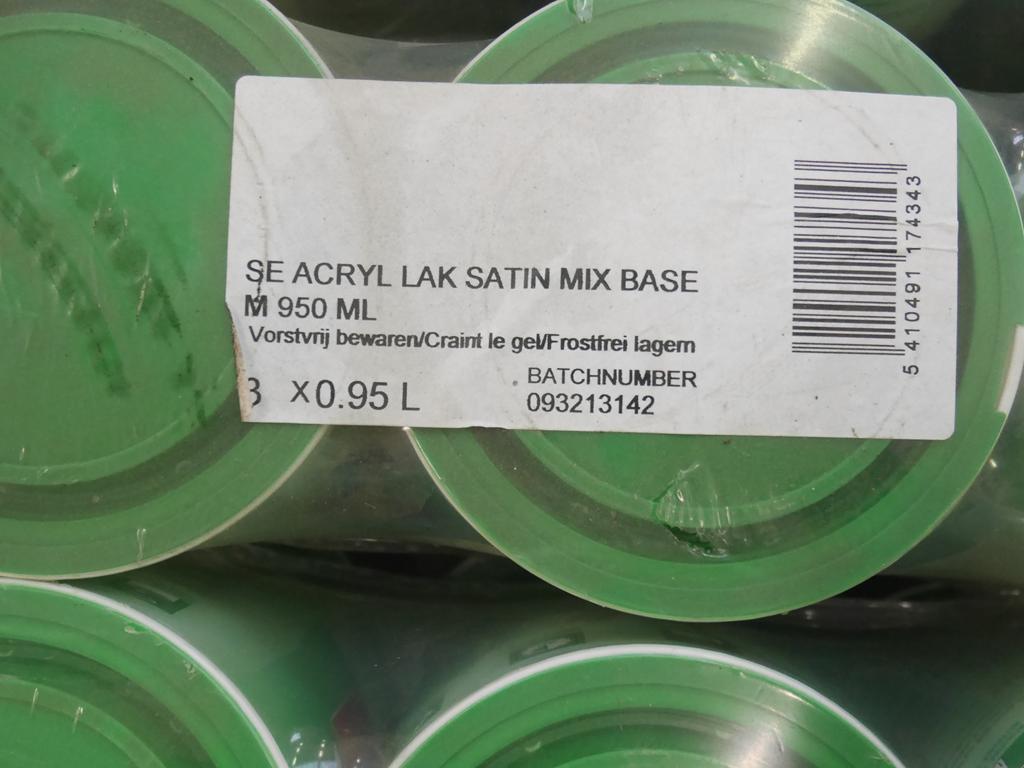 SE ACRYL LAK SATIN MIX BASE
M 950 ML
Vorstvrij bewaren/Craint le gel/Frostfrei lagern
3 X 0.95 L
BATCHNUMBER
093213142
5 410491 174343